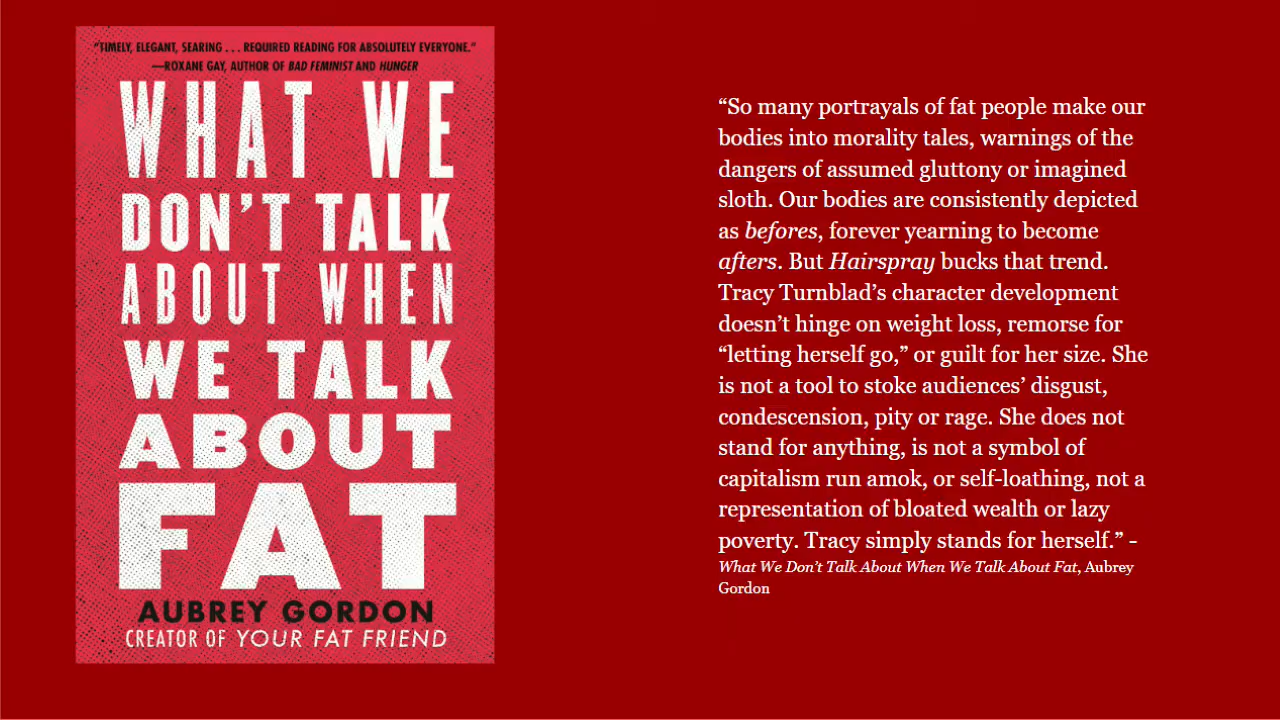 “TIMELY, ELEGANT, SEARING . . . REQUIRED READING FOR ABSOLUTELY EVERYONE.”
—ROXANE GAY, AUTHOR OF BAD FEMINIST AND HUNGER
WHAT WE
DON’T TALK
ABOUT WHEN
WE TALK
ABOUT
FAT
AUBREY GORDON
CREATOR OF YOUR FAT FRIEND
“So many portrayals of fat people make our
bodies into morality tales, warnings of the
dangers of assumed gluttony or imagined
sloth. Our bodies are consistently depicted
as befores, forever yearning to become
afters. But Hairspray bucks that trend.
Tracy Turnblad’s character development
doesn’t hinge on weight loss, remorse for
“letting herself go,” or guilt for her size. She
is not a tool to stoke audiences’ disgust,
condescension, pity or rage. She does not
stand for anything, is not a symbol of
capitalism run amok, or self-loathing, not a
representation of bloated wealth or lazy
poverty. Tracy simply stands for herself.” -
What We Don’t Talk About When We Talk About Fat, Aubrey
Gordon